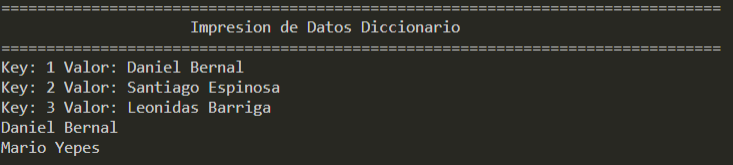 ================================================================================
Impresion de Datos Diccionario
================================================================================
Key: 1 Valor: Daniel Bernal
Key: 2 Valor: Santiago Espinosa
Key: 3 Valor: Leonidas Barriga
Daniel Bernal
Mario Yepes